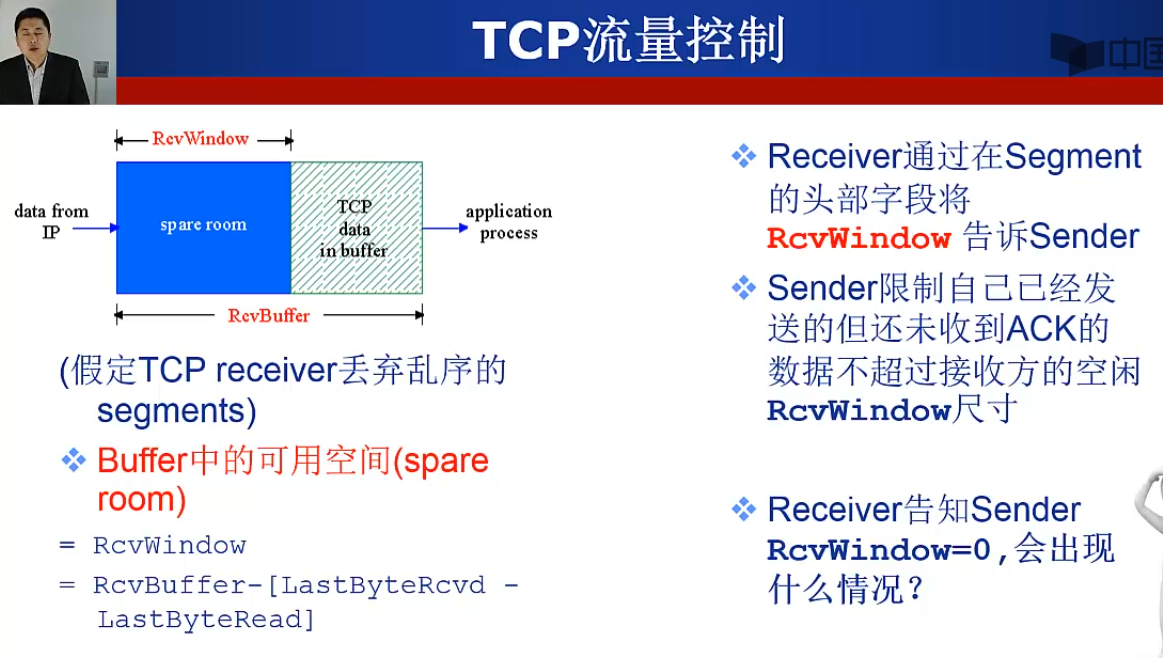 TCP流量控制
中国
RcvWindow
data from
IP
spare room
TCP
data
in buffer
application
process
RcvBuffer
(假定TCP receiver丢弃乱序的
segments)
Buffer中的可用空间(spare
room)
= RcvWindow
= RcvBuffer-[LastByteRcvd -
LastByteRead]
Receiver通过在Segment
的头部字段将
RcvWindow 告诉Sender
Sender限制自己已经发
送的但还未收到ACK的
数据不超过接收方的空闲
RcvWindow尺寸
Receiver告知Sender
RcvWindow=0,会出现
什么情况？